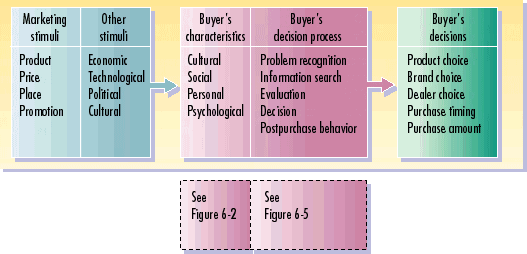 Marketing stimuli
Product
Price
Place
Promotion
Other stimuli
Economic
Technological
Political
Cultural
Buyer's characteristics
Cultural
Social
Personal
Psychological
Buyer's decision process
Problem recognition
Information search
Evaluation
Decision
Postpurchase behavior
Buyer's decisions
Product choice
Brand choice
Dealer choice
Purchase timing
Purchase amount
See
Figure 6-2
See
Figure 6-5